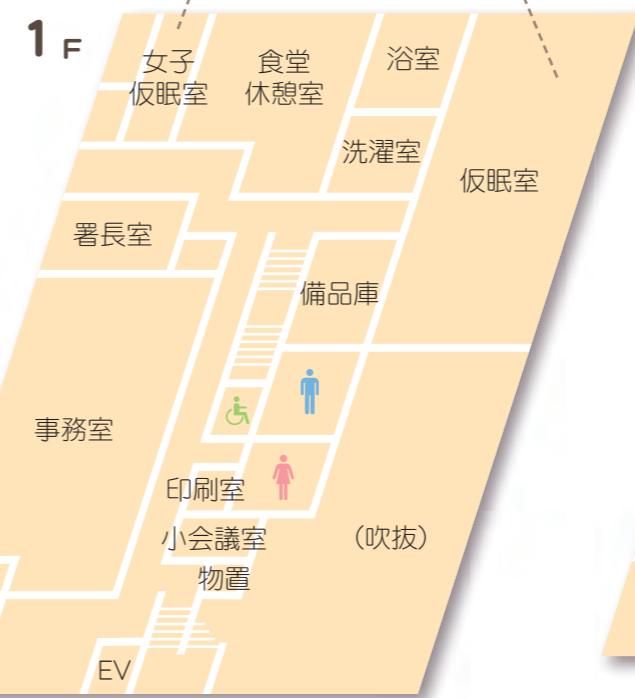 1F
女子
仮眠室
食堂
休憩室
浴室
洗濯室
仮眠室
署長室
備品庫
事務室
印刷室
小会議室
(吹抜)
物置
EV